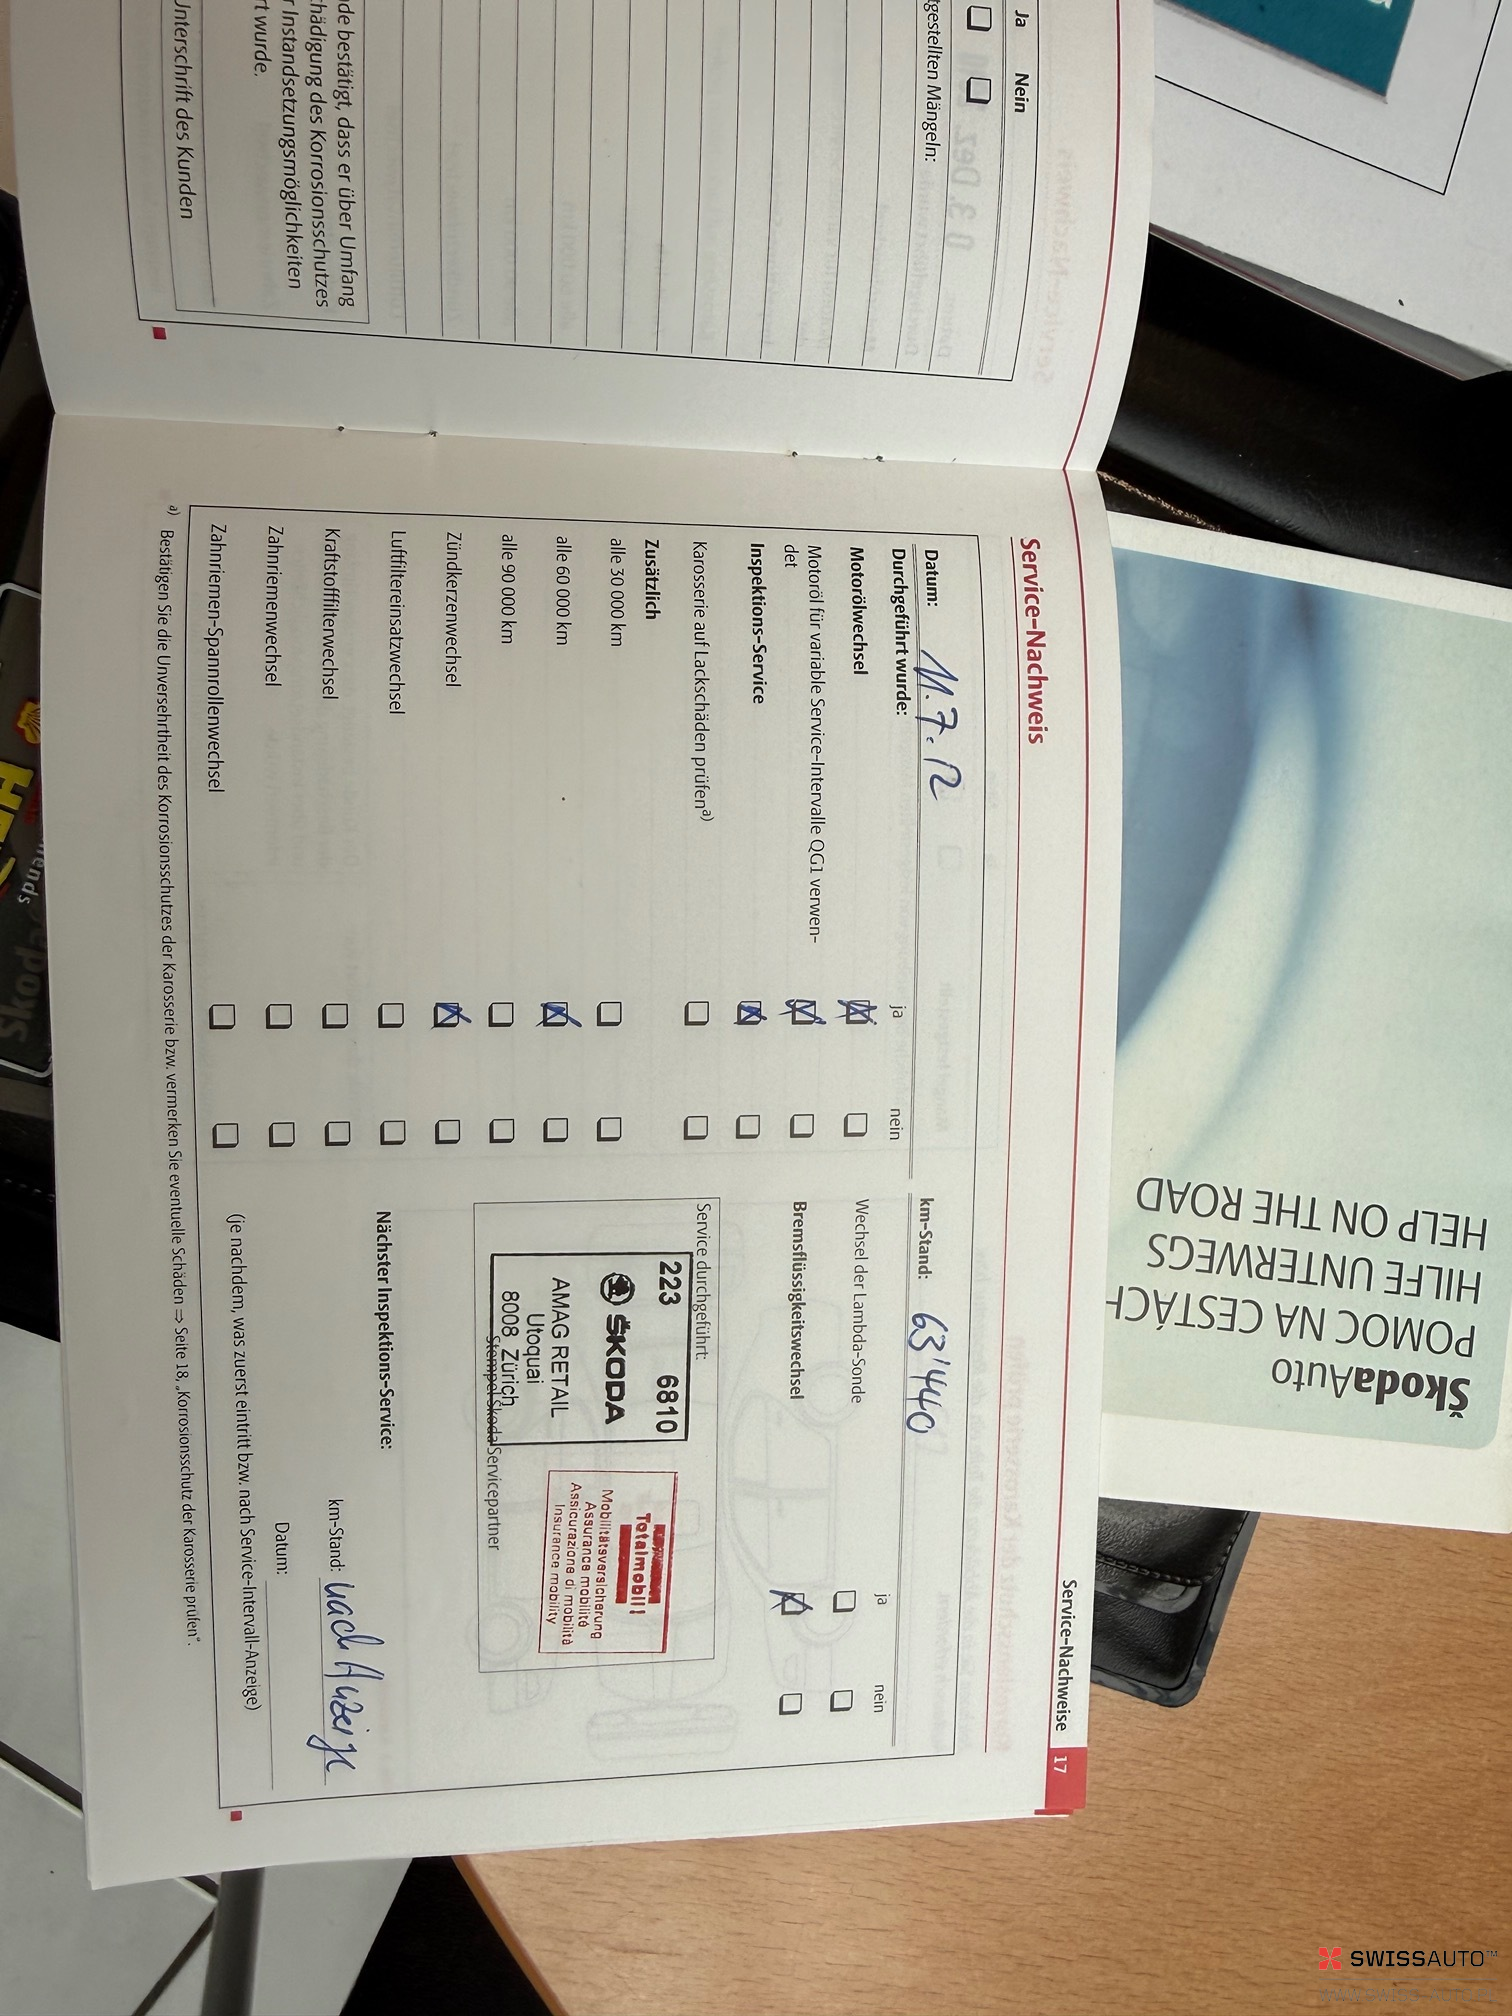 Ja Nein
gestellten Mängeln:
de bestätigt, dass er über Umfang
hädigung des Korrosionsschutzes
r Instandsetzungsmöglichkeiten
t wurde.
Unterschrift des Kunden
Service-Nachweise 17
Service-Nachweis
Datum: 11.7.12
km-Stand: 63'440
Durchgeführt wurde:
ja nein
ja nein
Motorölwechsel
Wechsel der Lambda-Sonde
Motoröl für variable Service-Intervalle QG1 verwen-
det
Bremsflüssigkeitswechsel
Inspektions-Service
Karosserie auf Lackschäden prüfen a)
Zusätzlich
alle 30 000 km
alle 60 000 km
alle 90 000 km
Zündkerzenwechsel
Luftfiltereinsatzwechsel
Kraftstofffilterwechsel
Zahnriemenwechsel
Zahnriemen-Spannrollenwechsel
Service durchgeführt:
223 6810
ŠKODA
AMAG RETAIL
Utoquai
8008 Zürich
Stempel Škoda Servicepartner
Totalmobil!
Mobilitätsversicherung
Assurance mobilité
Assicurazione di mobilità
Insurance mobility
Nächster Inspektions-Service:
km-Stand: nach Anzeige
Datum:
(je nachdem, was zuerst eintritt bzw. nach Service-Intervall-Anzeige)
a) Bestätigen Sie die Unversehrtheit des Korrosionsschutzes der Karosserie bzw. vermerken Sie eventuelle Schäden ⇒ Seite 18, „Korrosionsschutz der Karosserie prüfen“.
ŠkodaAuto
POMOC NA CESTÁCH
HILFE UNTERWEGS
HELP ON THE ROAD
Skoda
SWISSAUTO™